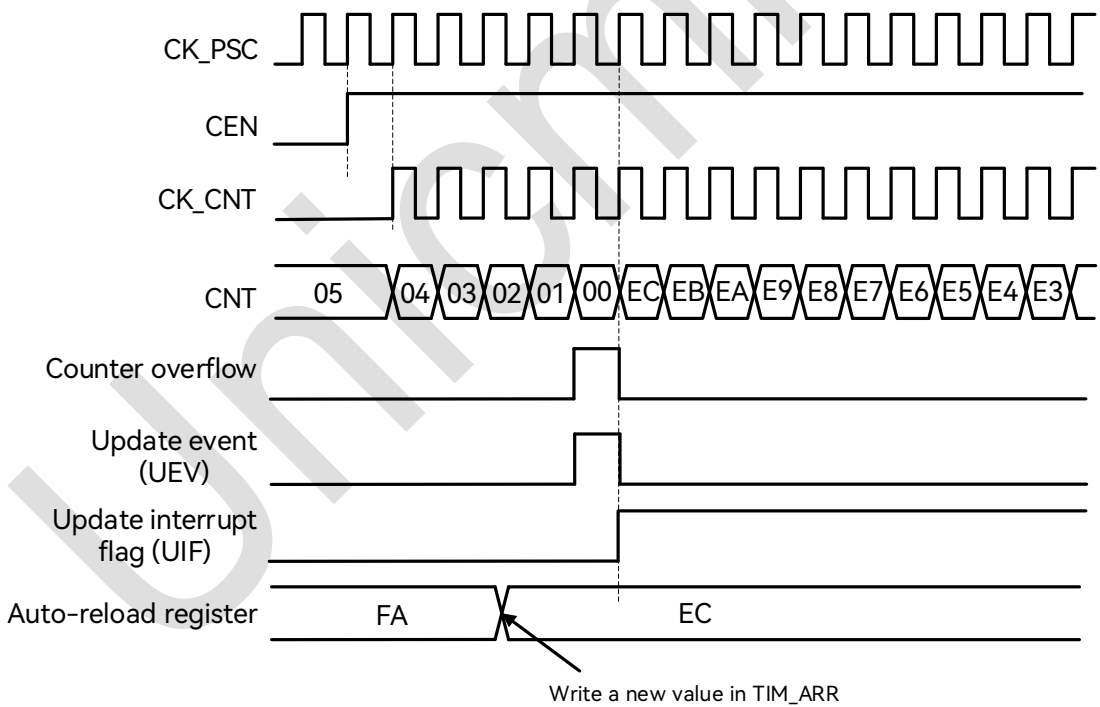 CK_PSC
CEN
CK_CNT
CNT 05 04 03 02 01 00 EC EB EA E9 E8 E7 E6 E5 E4 E3
Counter overflow
Update event
(UEV)
Update interrupt
flag (UIF)
Auto-reload register FA EC
Write a new value in TIM_ARR